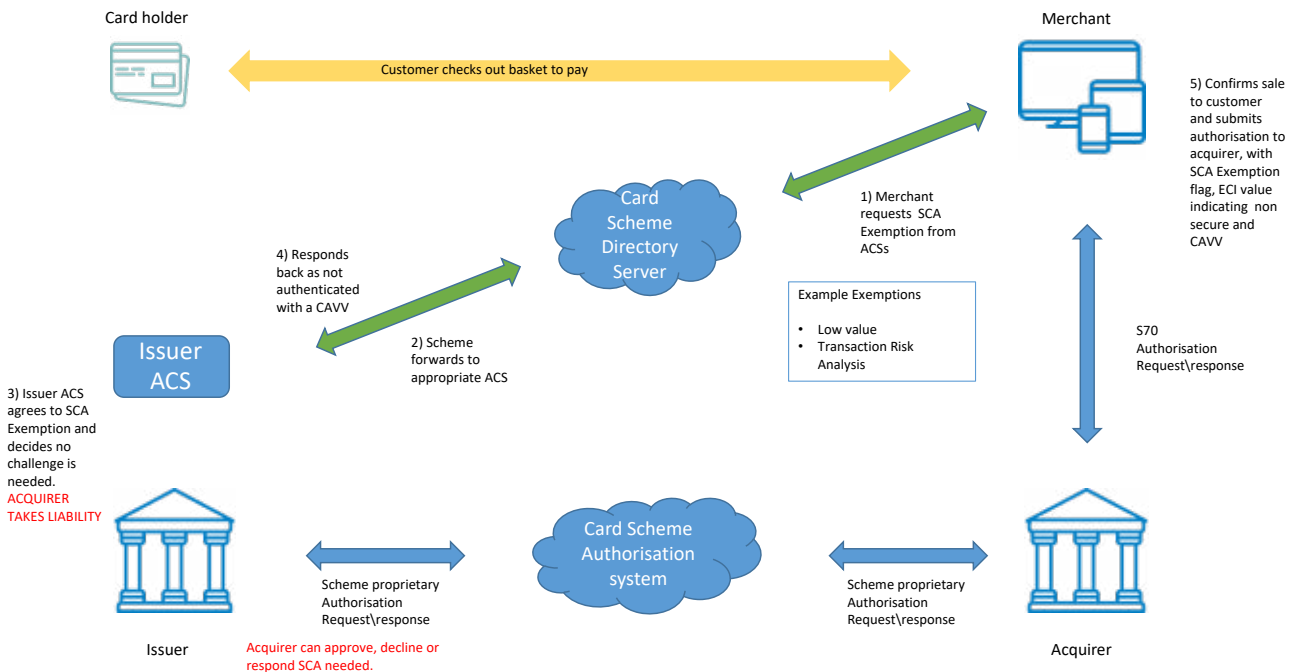 Card holder
Merchant
Customer checks out basket to pay
5) Confirms sale
to customer
and submits
authorisation to
acquirer, with
SCA Exemption
flag, ECI value
indicating non
secure and
CAVV
Card
Scheme
Directory
Server
1) Merchant
requests SCA
Exemption from
ACSs
4) Responds
back as not
authenticated
with a CAVV
Example Exemptions
• Low value
• Transaction Risk
Analysis
2) Scheme
forwards to
appropriate ACS
S70
Authorisation
Request\response
Issuer
ACS
3) Issuer ACS
agrees to SCA
Exemption and
decides no
challenge is
needed.
ACQUIRER
TAKES LIABILITY
Card Scheme
Authorisation
system
Scheme proprietary
Authorisation
Request\response
Scheme proprietary
Authorisation
Request\response
Issuer
Acquirer can approve, decline or
respond SCA needed.
Acquirer